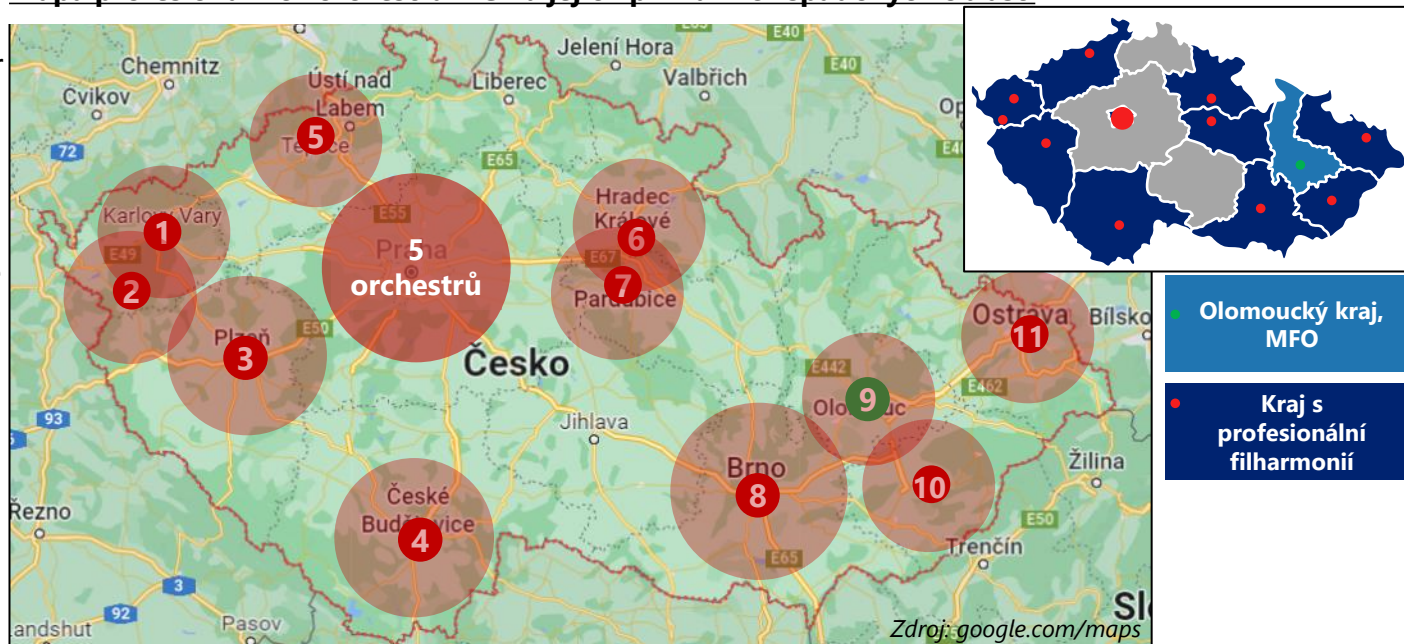 E40
Jelení Hora
Chemnitz
Ústí nad
Labem
Liberec
Valbřich
E40
Cvikov
5
Teplice
72
E65
E55
Hradec
Králové
Karlovy Vary
1
6
Praha
5
orchestrů
E49
E67
2
7
Pardubice
Ostrava
Bílsko
11
Plzeň
E50
3
Česko
E442
9
E462
Olomouc
93
Jihlava
Brno
Žilina
10
8
České
Budějovice
4
Řezno
E50
Trenčín
E65
3
92
Pasov
andshut
Zdroj: google.com/maps
Olomoucký kraj,
MFO
Kraj s
profesionální
filharmonií